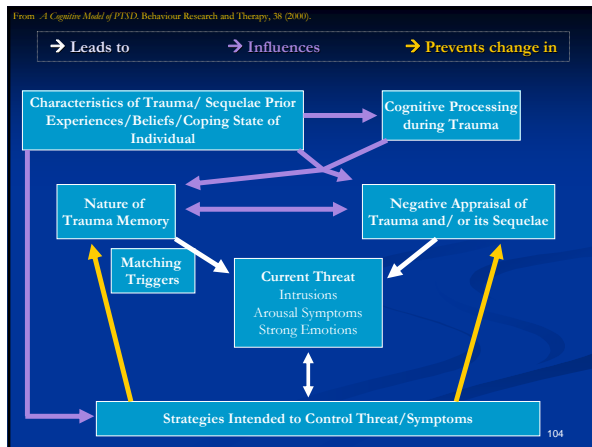 From A Cognitive Model of PTSD. Behaviour Research and Therapy, 38 (2000).
→ Leads to → Influences → Prevents change in
Characteristics of Trauma/ Sequelae Prior
Experiences/Beliefs/Coping State of
Individual
Cognitive Processing
during Trauma
Nature of
Trauma Memory
Negative Appraisal of
Trauma and/ or its Sequelae
Matching
Triggers
Current Threat
Intrusions
Arousal Symptoms
Strong Emotions
Strategies Intended to Control Threat/Symptoms
104